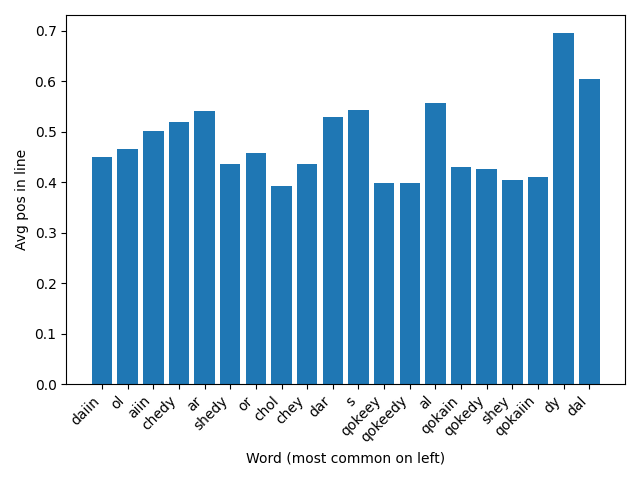 0.7
0.6
0.5
0.4
0.3
0.2
0.1
0.0
Avg pos in line
daiin ol aiin chedy ar shedy or chol chey dar s qokeey qokeedy al qokain qokedy shey qokaiin dy dal
Word (most common on left)